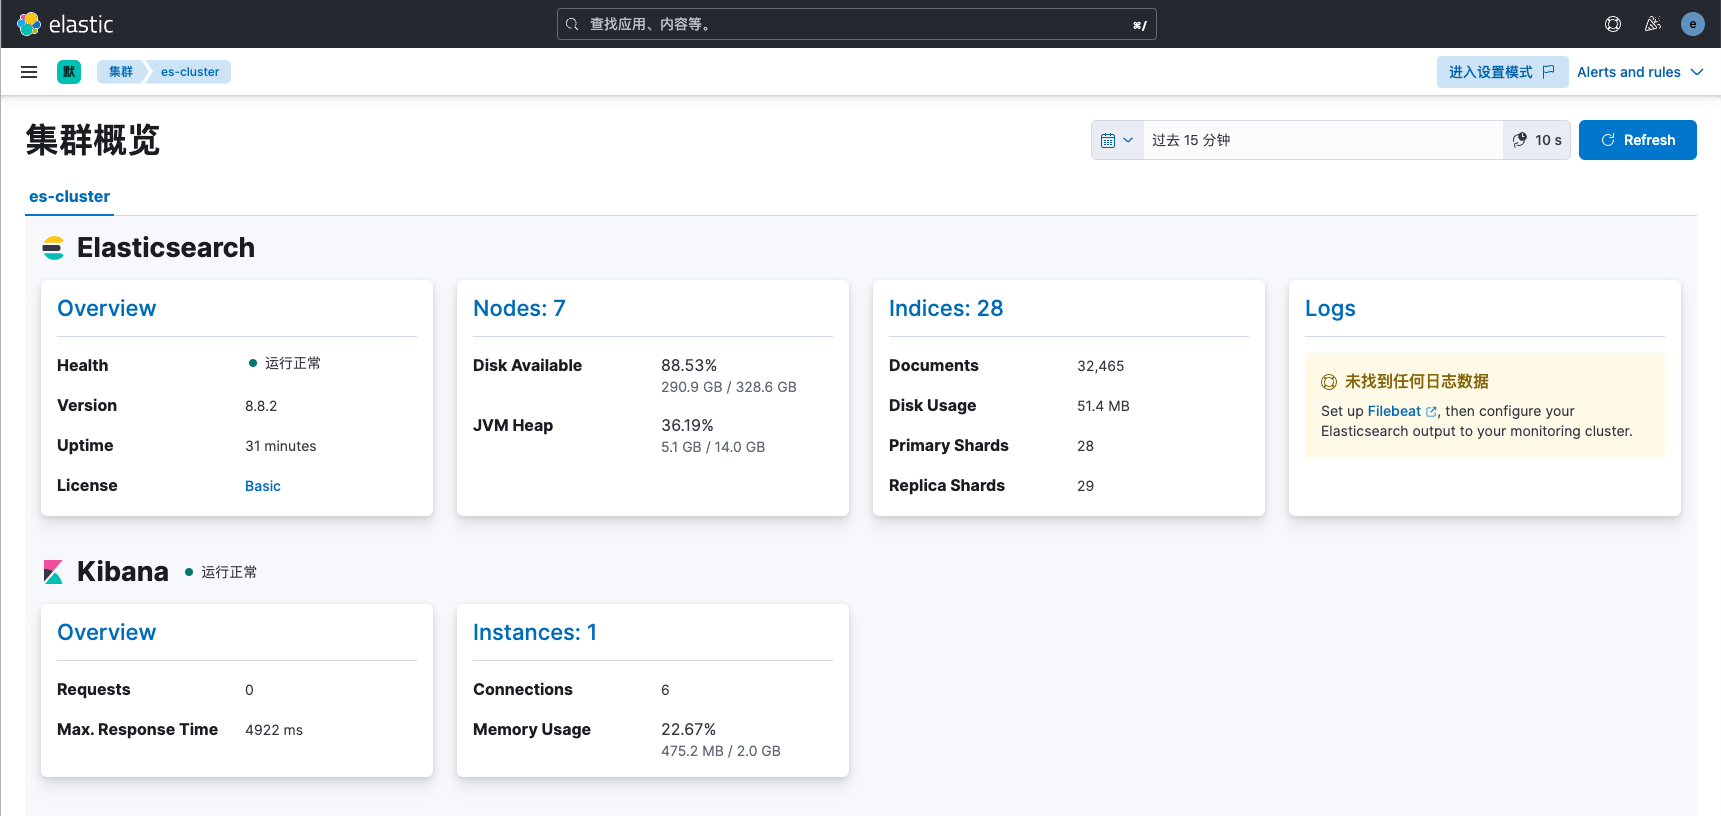 elastic
查找应用、内容等。
⌘/
e
默
集群
es-cluster
进入设置模式
Alerts and rules
集群概览
过去 15 分钟
10 s
Refresh
es-cluster
Elasticsearch
Overview
Health
运行正常
Version
8.8.2
Uptime
31 minutes
License
Basic
Nodes: 7
Disk Available
88.53%
290.9 GB / 328.6 GB
JVM Heap
36.19%
5.1 GB / 14.0 GB
Indices: 28
Documents
32,465
Disk Usage
51.4 MB
Primary Shards
28
Replica Shards
29
Logs
未找到任何日志数据
Set up Filebeat, then configure your
Elasticsearch output to your monitoring cluster.
Kibana
运行正常
Overview
Requests
0
Max. Response Time
4922 ms
Instances: 1
Connections
6
Memory Usage
22.67%
475.2 MB / 2.0 GB